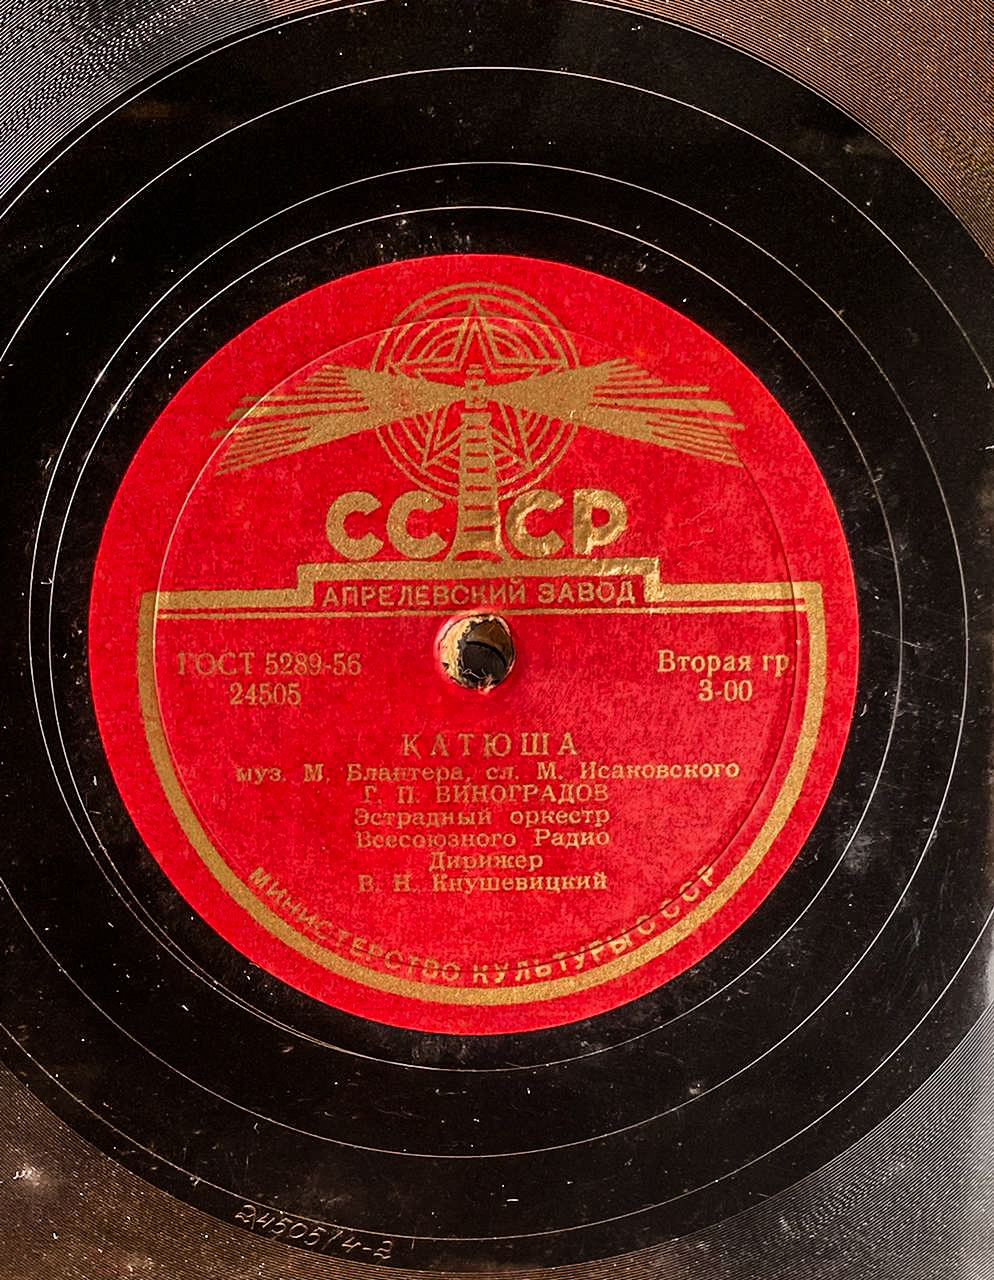 СССР
АПРЕЛЕВСКИЙ ЗАВОД
ГОСТ 5289-56
24505
Вторая гр.
3-00
КАТЮША
муз. М. Блантера, сл. М. Исаковского
Г. П. ВИНОГРАДОВ
Эстрадный оркестр
Всесоюзного Радио
Дирижер
В. Н. Кнушевицкий
МИНИСТЕРСТВО КУЛЬТУРЫ СССР
24505/4-2